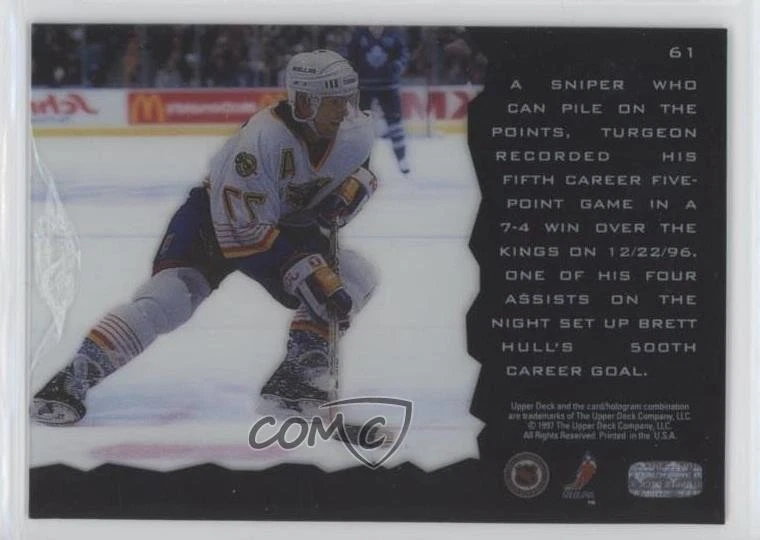 61
A SNIPER WHO
CAN PILE ON THE
POINTS, TURGEON
RECORDED HIS
FIFTH CAREER FIVE-
POINT GAME IN A
7-4 WIN OVER THE
KINGS ON 12/22/96.
ONE OF HIS FOUR
ASSISTS ON THE
NIGHT SET UP BRETT
HULL'S 500TH
CAREER GOAL.
Upper Deck and the card/hologram combination
are trademarks of The Upper Deck Company, LLC.
© 1997 The Upper Deck Company, LLC.
All Rights Reserved. Printed in the U.S.A.
COMC
A
77